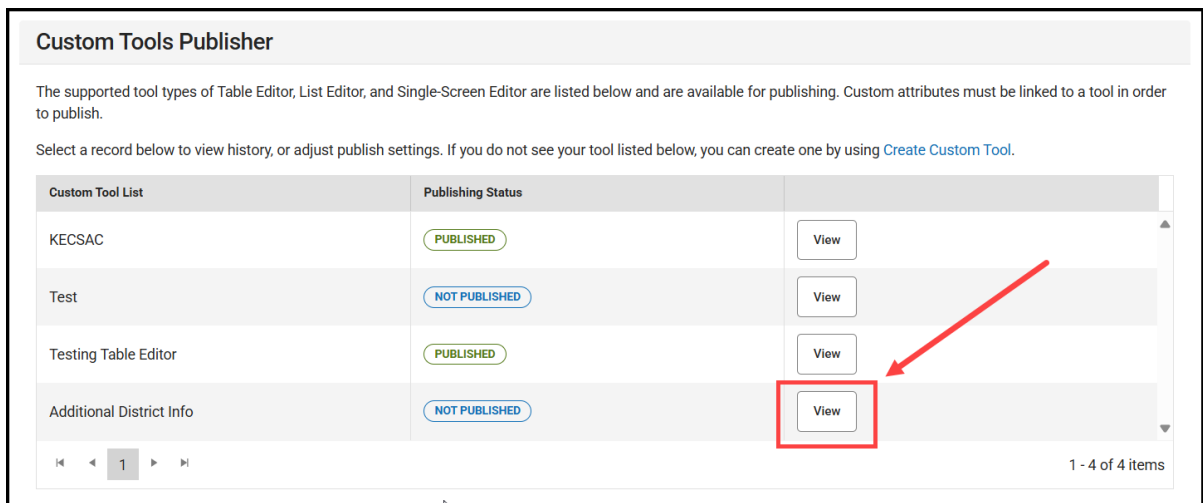 Custom Tools Publisher
The supported tool types of Table Editor, List Editor, and Single-Screen Editor are listed below and are available for publishing. Custom attributes must be linked to a tool in order
to publish.
Select a record below to view history, or adjust publish settings. If you do not see your tool listed below, you can create one by using Create Custom Tool.
Custom Tool List Publishing Status
KECSAC PUBLISHED View
Test NOT PUBLISHED View
Testing Table Editor PUBLISHED View
Additional District Info NOT PUBLISHED View
1 1 - 4 of 4 items